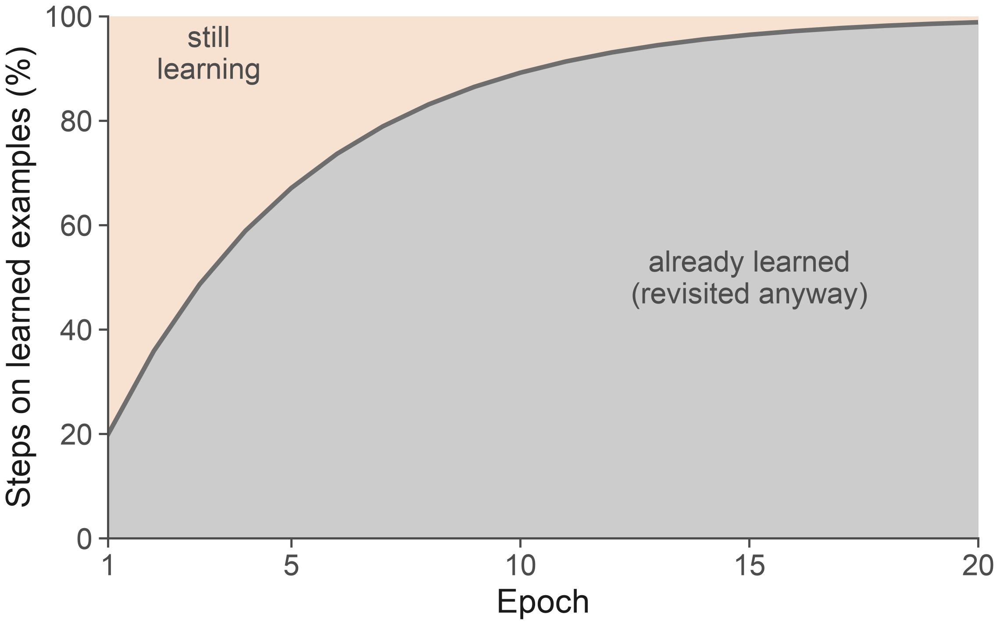 100
80
60
40
20
0
Steps on learned examples (%)
still
learning
already learned
(revisited anyway)
1
5
10
15
20
Epoch